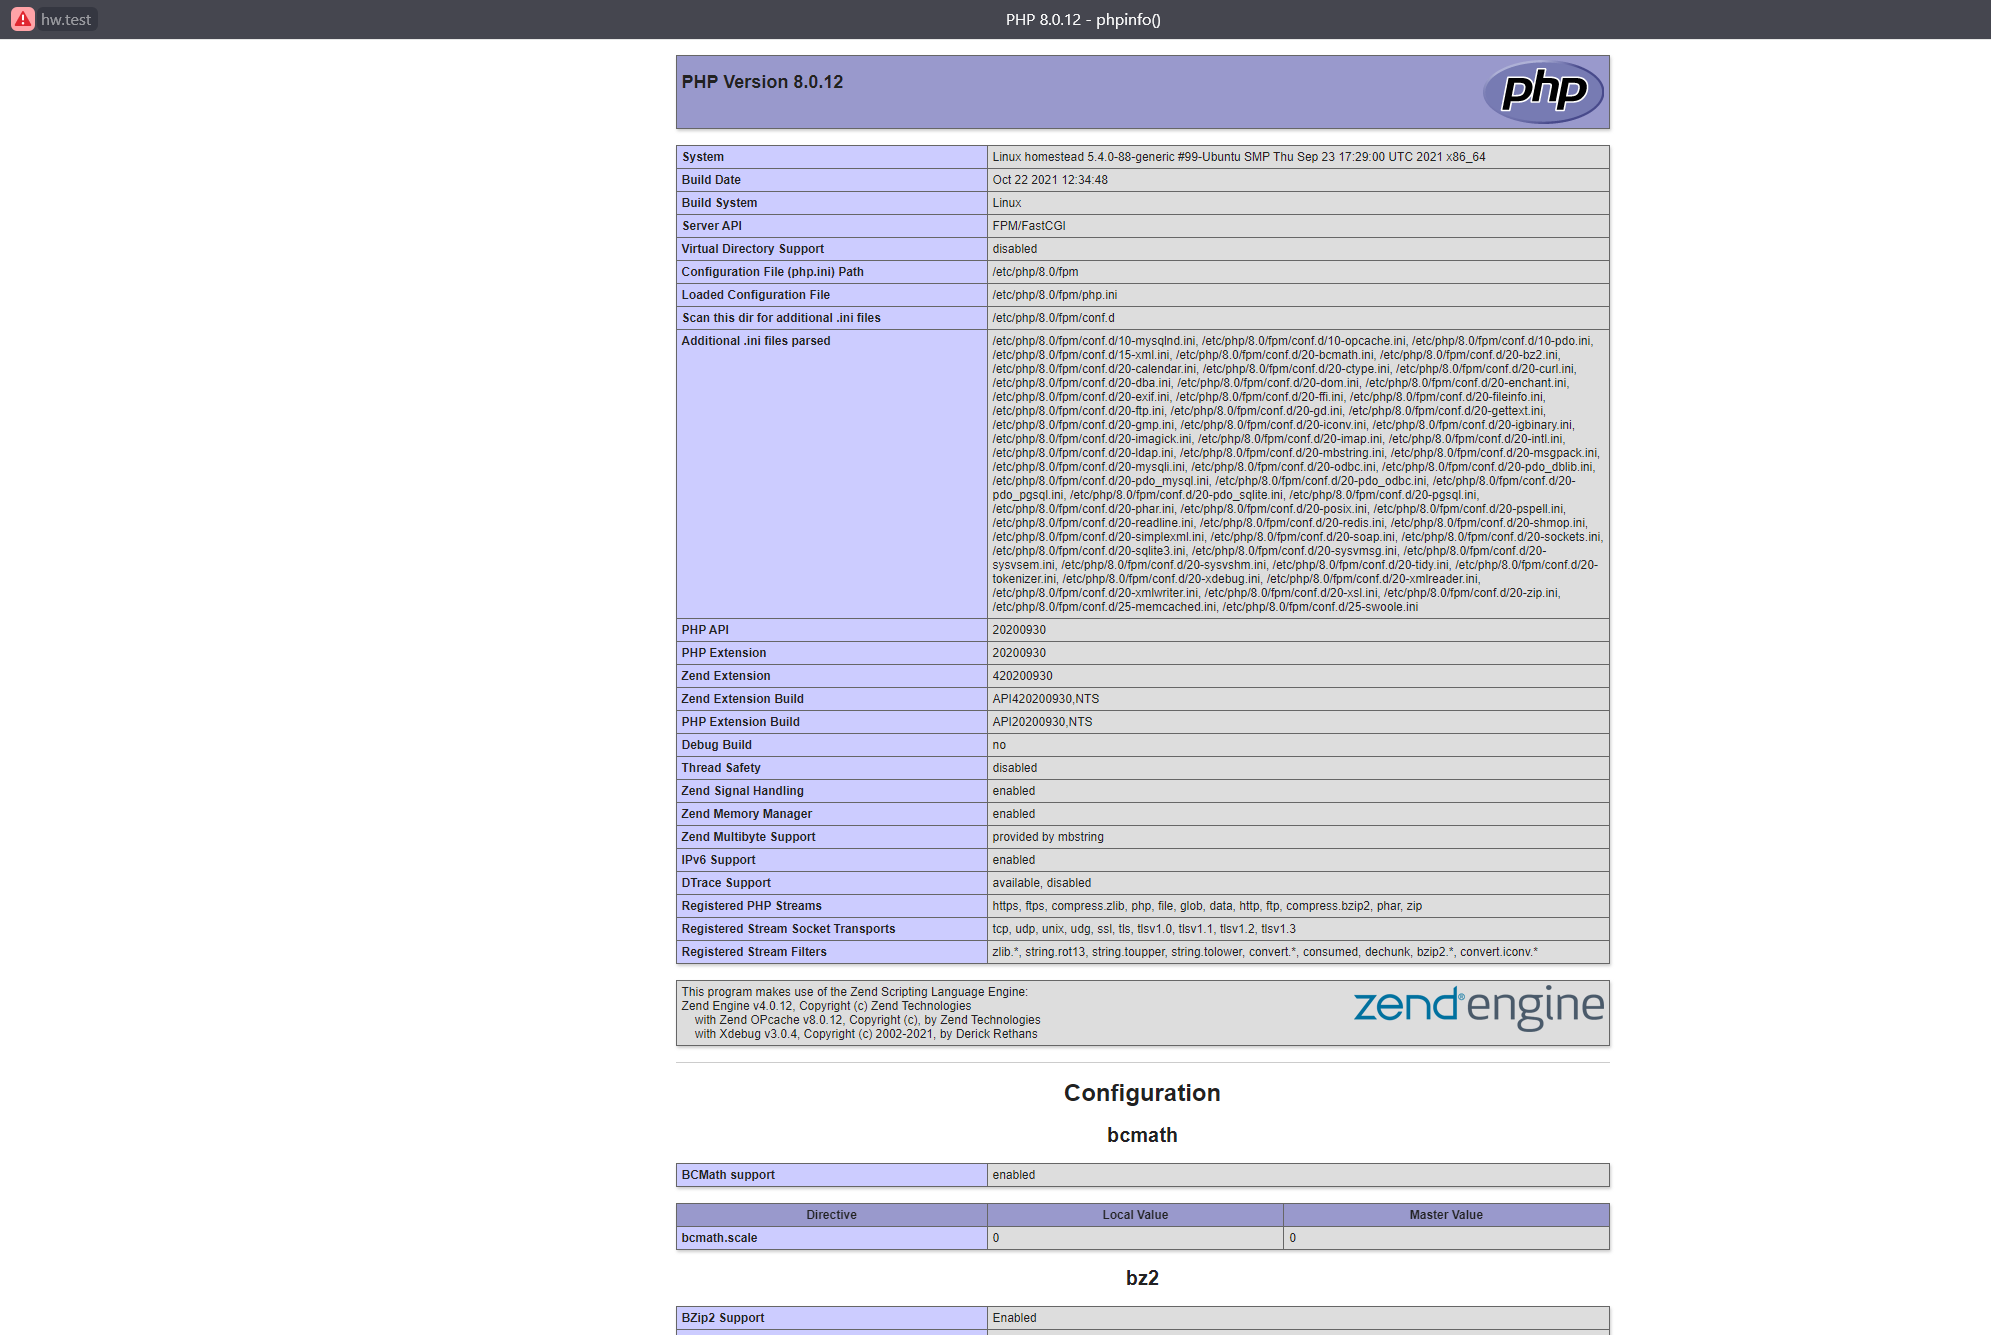 hw.test
PHP 8.0.12 - phpinfo()
PHP Version 8.0.12
php
System Linux homestead 5.4.0-88-generic #99-Ubuntu SMP Thu Sep 23 17:29:00 UTC 2021 x86_64
Build Date Oct 22 2021 12:34:48
Build System Linux
Server API FPM/FastCGI
Virtual Directory Support disabled
Configuration File (php.ini) Path /etc/php/8.0/fpm
Loaded Configuration File /etc/php/8.0/fpm/php.ini
Scan this dir for additional .ini files /etc/php/8.0/fpm/conf.d
Additional .ini files parsed /etc/php/8.0/fpm/conf.d/10-mysqlnd.ini, /etc/php/8.0/fpm/conf.d/10-opcache.ini, /etc/php/8.0/fpm/conf.d/10-pdo.ini,
/etc/php/8.0/fpm/conf.d/15-xml.ini, /etc/php/8.0/fpm/conf.d/20-bcmath.ini, /etc/php/8.0/fpm/conf.d/20-bz2.ini,
/etc/php/8.0/fpm/conf.d/20-calendar.ini, /etc/php/8.0/fpm/conf.d/20-ctype.ini, /etc/php/8.0/fpm/conf.d/20-curl.ini,
/etc/php/8.0/fpm/conf.d/20-dba.ini, /etc/php/8.0/fpm/conf.d/20-dom.ini, /etc/php/8.0/fpm/conf.d/20-enchant.ini,
/etc/php/8.0/fpm/conf.d/20-exif.ini, /etc/php/8.0/fpm/conf.d/20-ffi.ini, /etc/php/8.0/fpm/conf.d/20-fileinfo.ini,
/etc/php/8.0/fpm/conf.d/20-ftp.ini, /etc/php/8.0/fpm/conf.d/20-gd.ini, /etc/php/8.0/fpm/conf.d/20-gettext.ini,
/etc/php/8.0/fpm/conf.d/20-gmp.ini, /etc/php/8.0/fpm/conf.d/20-iconv.ini, /etc/php/8.0/fpm/conf.d/20-igbinary.ini,
/etc/php/8.0/fpm/conf.d/20-imagick.ini, /etc/php/8.0/fpm/conf.d/20-imap.ini, /etc/php/8.0/fpm/conf.d/20-intl.ini,
/etc/php/8.0/fpm/conf.d/20-ldap.ini, /etc/php/8.0/fpm/conf.d/20-mbstring.ini, /etc/php/8.0/fpm/conf.d/20-msgpack.ini,
/etc/php/8.0/fpm/conf.d/20-mysqli.ini, /etc/php/8.0/fpm/conf.d/20-odbc.ini, /etc/php/8.0/fpm/conf.d/20-pdo_dblib.ini,
/etc/php/8.0/fpm/conf.d/20-pdo_mysql.ini, /etc/php/8.0/fpm/conf.d/20-pdo_odbc.ini, /etc/php/8.0/fpm/conf.d/20-
pdo_pgsql.ini, /etc/php/8.0/fpm/conf.d/20-pdo_sqlite.ini, /etc/php/8.0/fpm/conf.d/20-pgsql.ini,
/etc/php/8.0/fpm/conf.d/20-phar.ini, /etc/php/8.0/fpm/conf.d/20-posix.ini, /etc/php/8.0/fpm/conf.d/20-pspell.ini,
/etc/php/8.0/fpm/conf.d/20-readline.ini, /etc/php/8.0/fpm/conf.d/20-redis.ini, /etc/php/8.0/fpm/conf.d/20-shmop.ini,
/etc/php/8.0/fpm/conf.d/20-simplexml.ini, /etc/php/8.0/fpm/conf.d/20-soap.ini, /etc/php/8.0/fpm/conf.d/20-sockets.ini,
/etc/php/8.0/fpm/conf.d/20-sqlite3.ini, /etc/php/8.0/fpm/conf.d/20-sysvmsg.ini, /etc/php/8.0/fpm/conf.d/20-
sysvsem.ini, /etc/php/8.0/fpm/conf.d/20-sysvshm.ini, /etc/php/8.0/fpm/conf.d/20-tidy.ini, /etc/php/8.0/fpm/conf.d/20-
tokenizer.ini, /etc/php/8.0/fpm/conf.d/20-xdebug.ini, /etc/php/8.0/fpm/conf.d/20-xmlreader.ini,
/etc/php/8.0/fpm/conf.d/20-xmlwriter.ini, /etc/php/8.0/fpm/conf.d/20-xsl.ini, /etc/php/8.0/fpm/conf.d/20-zip.ini,
/etc/php/8.0/fpm/conf.d/25-memcached.ini, /etc/php/8.0/fpm/conf.d/25-swoole.ini
PHP API 20200930
PHP Extension 20200930
Zend Extension 420200930
Zend Extension Build API420200930,NTS
PHP Extension Build API20200930,NTS
Debug Build no
Thread Safety disabled
Zend Signal Handling enabled
Zend Memory Manager enabled
Zend Multibyte Support provided by mbstring
IPv6 Support enabled
DTrace Support available, disabled
Registered PHP Streams https, ftps, compress.zlib, php, file, glob, data, http, ftp, compress.bzip2, phar, zip
Registered Stream Socket Transports tcp, udp, unix, udg, ssl, tls, tlsv1.0, tlsv1.1, tlsv1.2, tlsv1.3
Registered Stream Filters zlib.*, string.rot13, string.toupper, string.tolower, convert.*, consumed, dechunk, bzip2.*, convert.iconv.*
This program makes use of the Zend Scripting Language Engine:
Zend Engine v4.0.12, Copyright (c) Zend Technologies
with Zend OPcache v8.0.12, Copyright (c), by Zend Technologies
with Xdebug v3.0.4, Copyright (c) 2002-2021, by Derick Rethans
zend® engine
Configuration
bcmath
BCMath support enabled
Directive Local Value Master Value
bcmath.scale 0 0
bz2
BZip2 Support Enabled